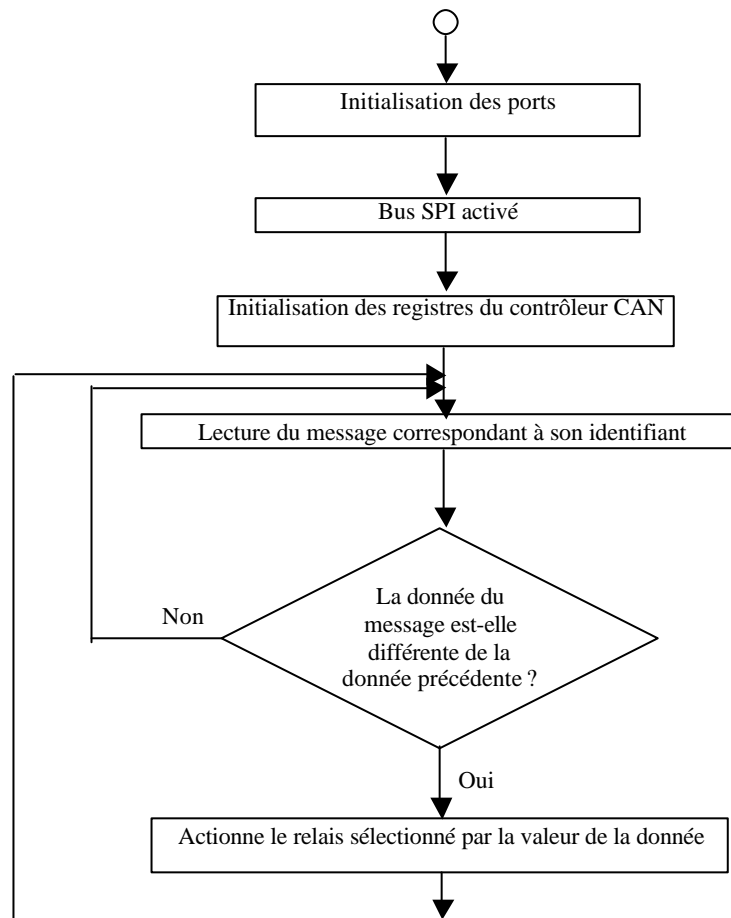 Initialisation des ports
Bus SPI activé
Initialisation des registres du contrôleur CAN
Lecture du message correspondant à son identifiant
La donnée du
message est-elle
différente de la
donnée précédente ?
Non
Oui
Actionne le relais sélectionné par la valeur de la donnée